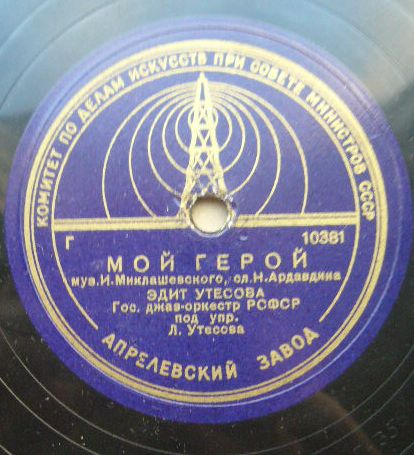 КОМИТЕТ ПО ДЕЛАМ ИСКУССТВ ПРИ СОВЕТЕ МИНИСТРОВ СССР
Г 10381
МОЙ ГЕРОЙ
муз.И.Миклашевского, сл.Н.Ардавдина
ЭДИТ УТЕСОВА
Гос. джаз-оркестр РСФСР
под упр.
Л. Утесова
АПРЕЛЕВСКИЙ ЗАВОД